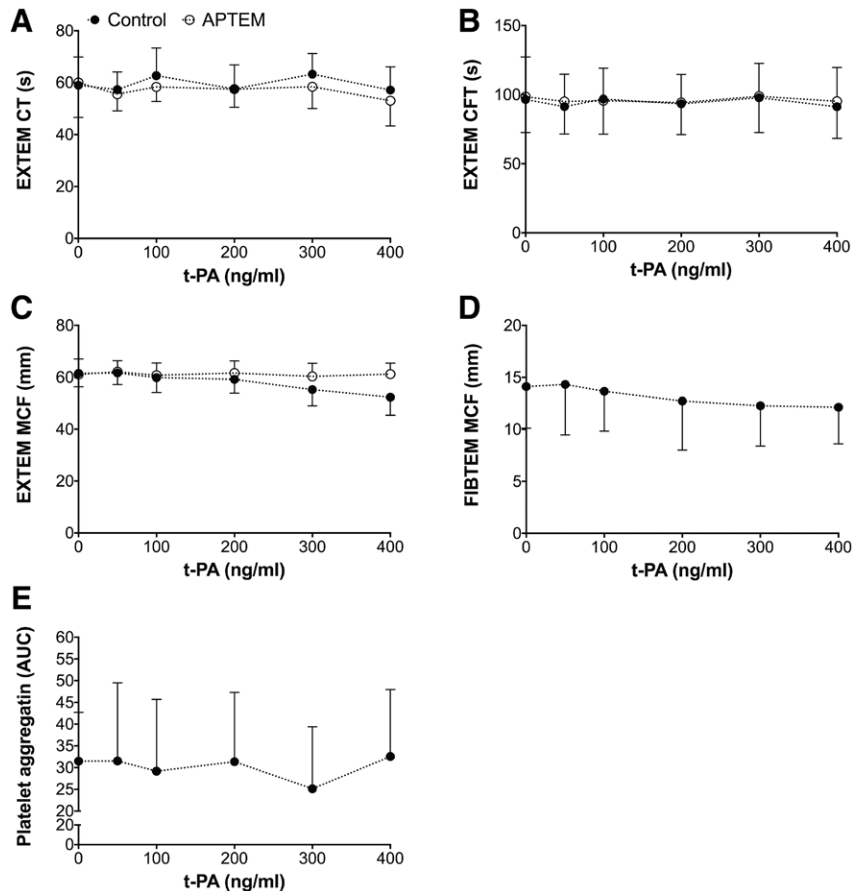 A
Control APTEM
EXTEM CT (s)
80
60
40
20
0
0 100 200 300 400
t-PA (ng/ml)
B
EXTEM CFT (s)
150
100
50
0
0 100 200 300 400
t-PA (ng/ml)
C
EXTEM MCF (mm)
80
60
40
20
0
0 100 200 300 400
t-PA (ng/ml)
D
FIBTEM MCF (mm)
20
15
10
5
0
0 100 200 300 400
t-PA (ng/ml)
E
Platelet aggregatin (AUC)
60
55
50
45
40
35
30
25
20
20
0
0 100 200 300 400
t-PA (ng/ml)